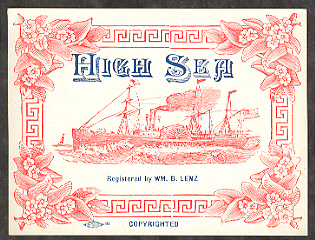 HIGH SEA
Registered by WM. B. LENZ
COPYRIGHTED